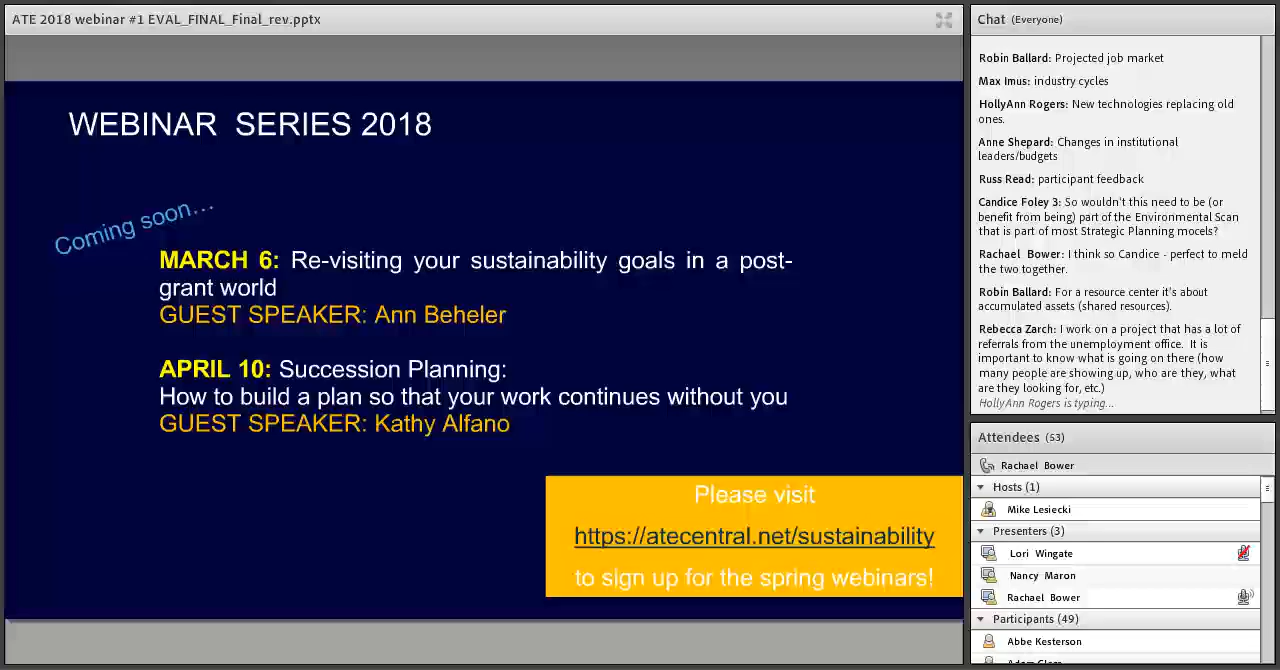 ATE 2018 webinar #1 EVAL_FINAL_Final_rev.pptx
WEBINAR SERIES 2018
Coming soon…
MARCH 6: Re-visiting your sustainability goals in a post-
grant world
GUEST SPEAKER: Ann Beheler
APRIL 10: Succession Planning:
How to build a plan so that your work continues without you
GUEST SPEAKER: Kathy Alfano
Please visit
https://atecentral.net/sustainability
to sign up for the spring webinars!
Chat (Everyone)
Robin Ballard: Projected job market
Max Imus: industry cycles
HollyAnn Rogers: New technologies replacing old
ones.
Anne Shepard: Changes in institutional
leaders/budgets
Russ Read: participant feedback
Candice Foley 3: So wouldn't this need to be (or
benefit from being) part of the Environmental Scan
that is part of most Strategic Planning mocels?
Rachael Bower: I think so Candice - perfect to meld
the two together.
Robin Ballard: For a resource center it's about
accumulated assets (shared resources).
Rebecca Zarch: I work on a project that has a lot of
referrals from the unemployment office. It is
important to know what is going on there (how
many people are showing up, who are they, what
are they looking for, etc.)
HollyAnn Rogers is typing...
Attendees (53)
Rachael Bower
Hosts (1)
Mike Lesiecki
Presenters (3)
Lori Wingate
Nancy Maron
Rachael Bower
Participants (49)
Abbe Kesterson